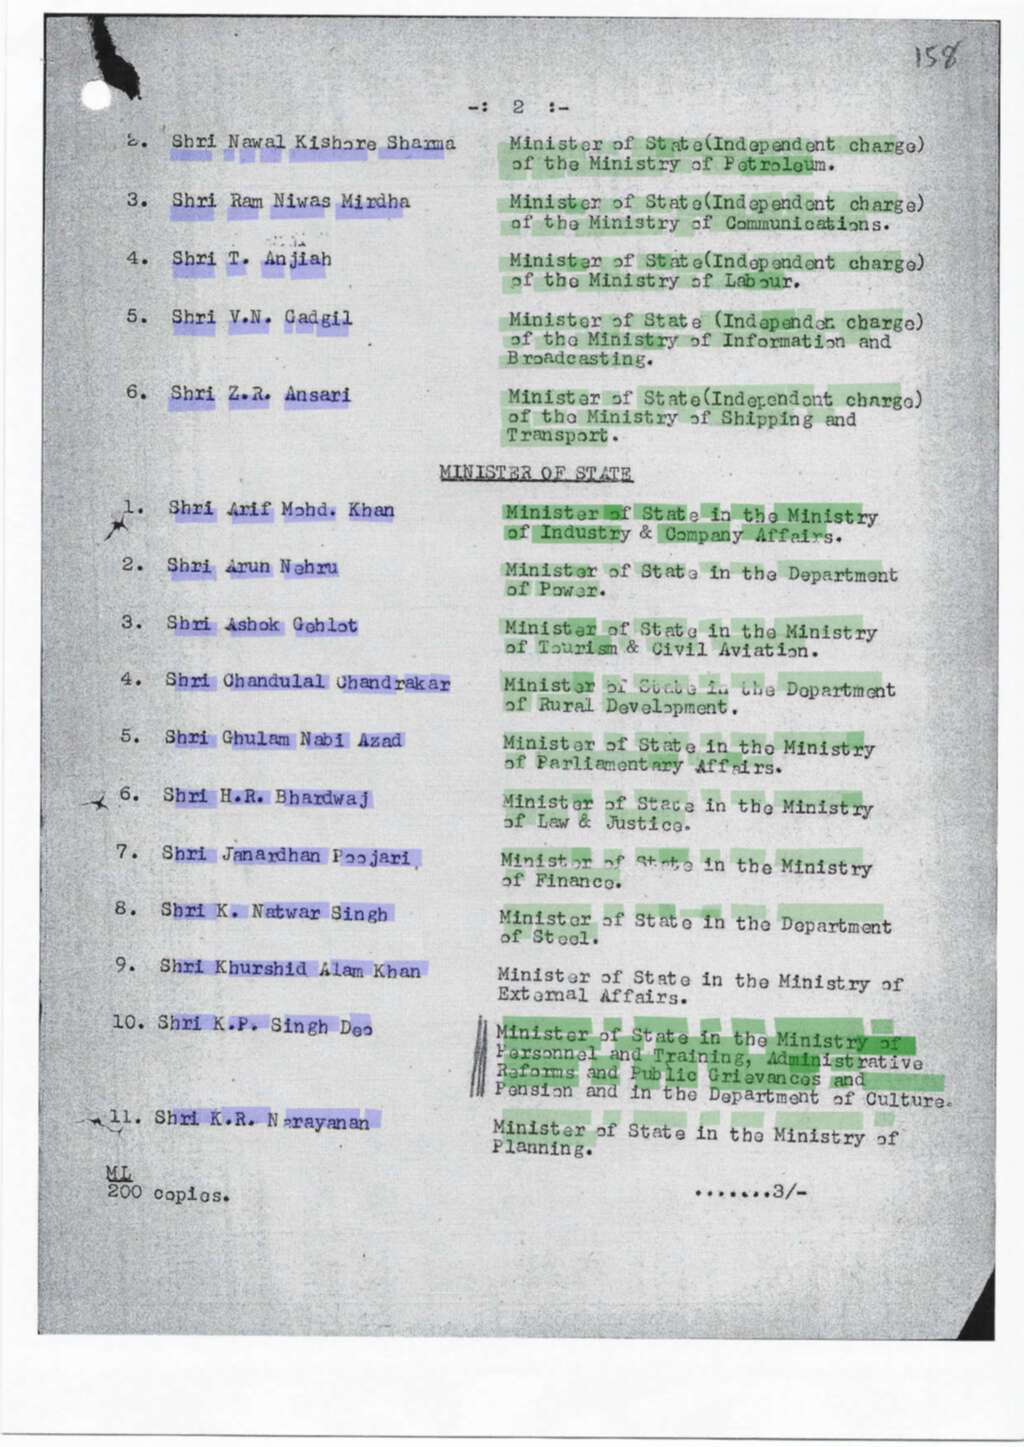 158
-: 2 :-
2. Shri Nawal Kishore Sharma Minister of State(Independent charge)
of the Ministry of Petroleum.
3. Shri Ram Niwas Mirdha Minister of State(Independent charge)
of the Ministry of Communications.
4. Shri T. Anjiah Minister of State(Independent charge)
of the Ministry of Labour.
5. Shri V.N. Gadgil Minister of State (Independen charge)
of the Ministry of Information and
Broadcasting.
6. Shri Z.R. Ansari Minister of State(Independent charge)
of the Ministry of Shipping and
Transport.
MINISTER OF STATE
1. Shri Arif Mohd. Khan Minister of State in the Ministry
of Industry & Company Affairs.
2. Shri Arun Nehru Minister of State in the Department
of Power.
3. Shri Ashok Gehlot Minister of State in the Ministry
of Tourism & Civil Aviation.
4. Shri Chandulal Chandrakar Minister of State in the Department
of Rural Development.
5. Shri Ghulam Nabi Azad Minister of State in the Ministry
of Parliamentary Affairs.
6. Shri H.R. Bhardwaj Minister of State in the Ministry
of Law & Justice.
7. Shri Janardhan Poojari Minister of State in the Ministry
of Finance.
8. Shri K. Natwar Singh Minister of State in the Department
of Steel.
9. Shri Khurshid Alam Khan Minister of State in the Ministry of
External Affairs.
10. Shri K.P. Singh Deo Minister of State in the Ministry of
Personnel and Training, Administrative
Reforms and Public Grievances and
Pension and in the Department of Culture.
11. Shri K.R. Narayanan Minister of State in the Ministry of
Planning.
ML
200 copies. .......3/-